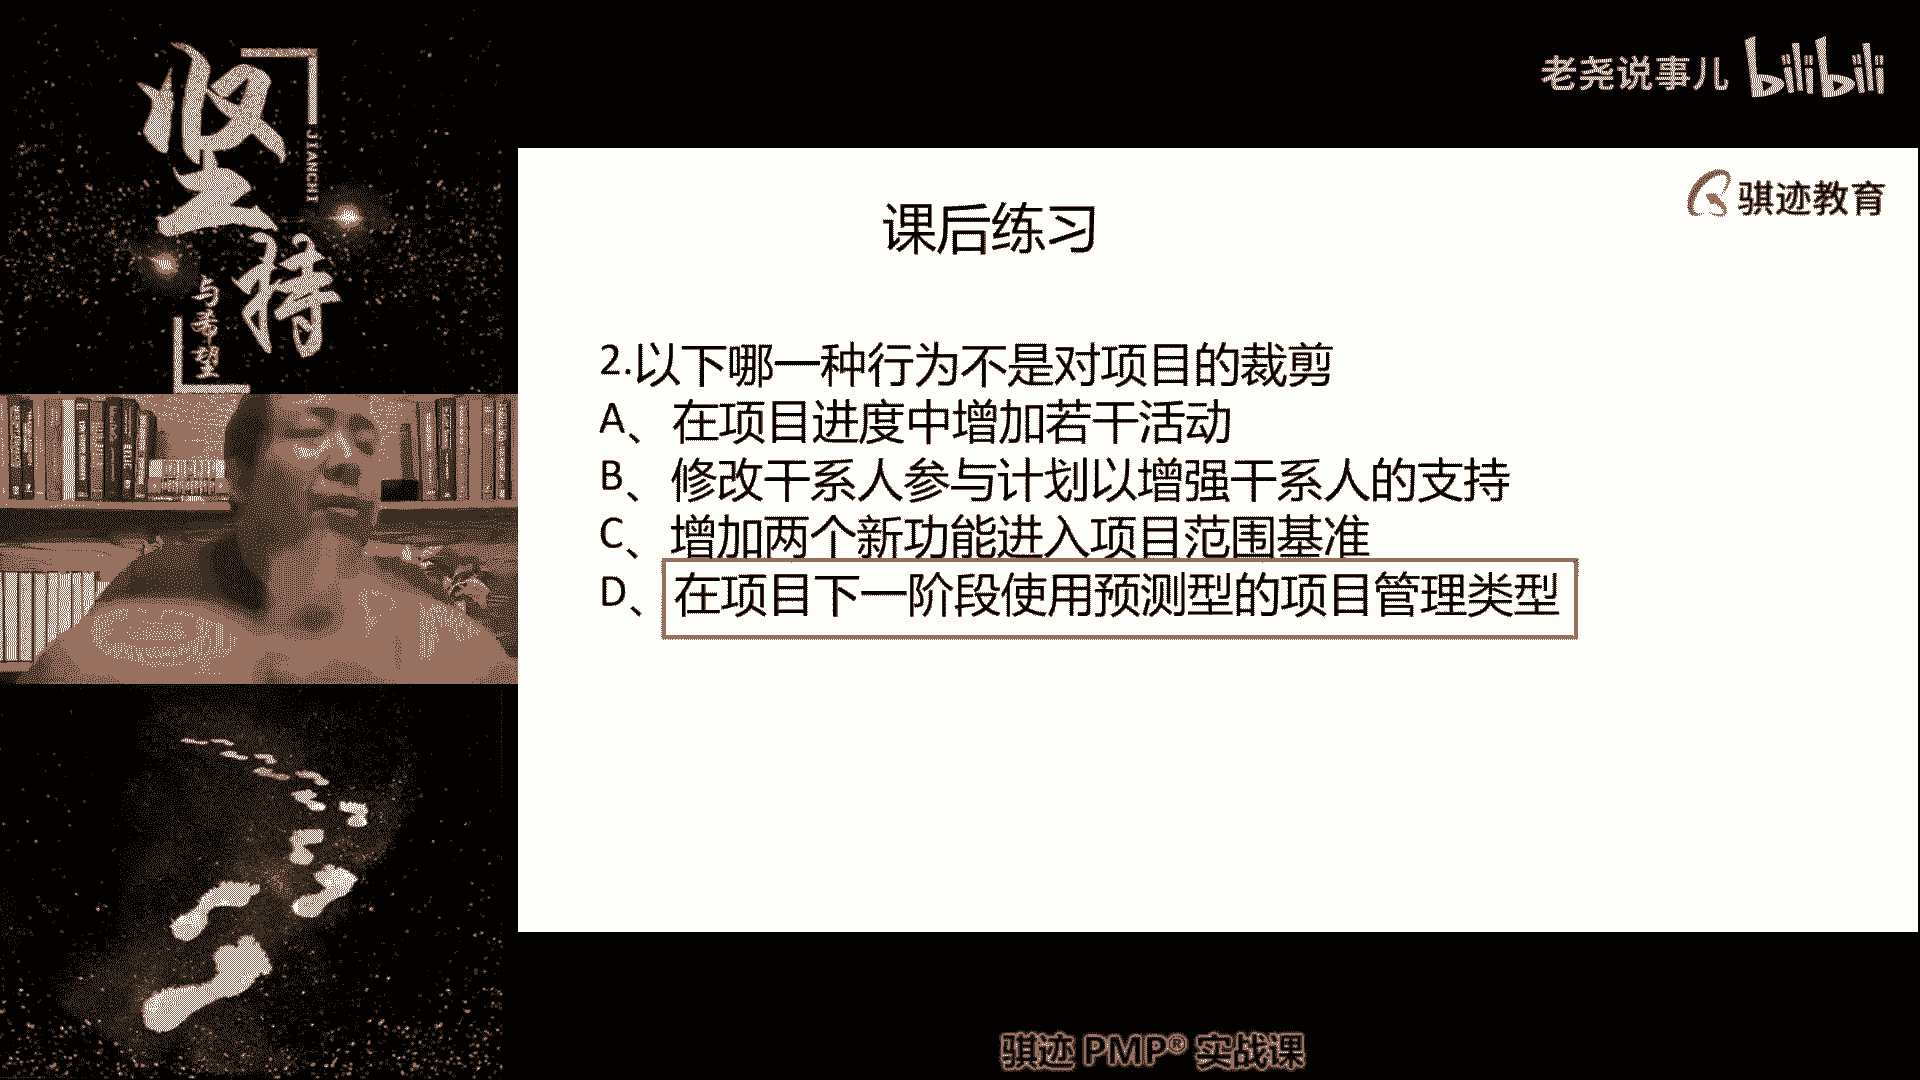 坚持
JIANCHI
与希望
老尧说事儿 bilibili
骐迹教育
课后练习
2.以下哪一种行为不是对项目的裁剪
A、在项目进度中增加若干活动
B、修改干系人参与计划以增强干系人的支持
C、增加两个新功能进入项目范围基准
D、在项目下一阶段使用预测型的项目管理类型
骐迹 PMP® 实战课